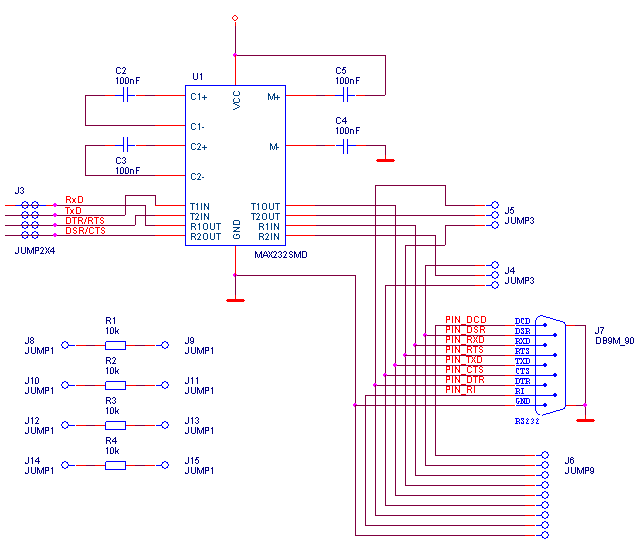 U1
C2
100nF
C5
100nF
C1+
VCC
M+
C4
100nF
C1-
C2+
M-
C3
100nF
C2-
J3
RxD
TxD
DTR/RTS
DSR/CTS
JUMP2X4
T1IN
T2IN
R1OUT
R2OUT
GND
T1OUT
T2OUT
R1IN
R2IN
MAX232SMD
J5
JUMP3
J4
JUMP3
PIN_DCD
PIN_DSR
PIN_RXD
PIN_RTS
PIN_TXD
PIN_CTS
PIN_DTR
PIN_RI
DCD
DSR
RXD
RTS
TXD
CTS
DTR
RI
GND
RS232
J7
DB9M_90
R1
10k
J8
JUMP1
J9
JUMP1
R2
10k
J10
JUMP1
J11
JUMP1
R3
10k
J12
JUMP1
J13
JUMP1
R4
10k
J14
JUMP1
J15
JUMP1
J6
JUMP9